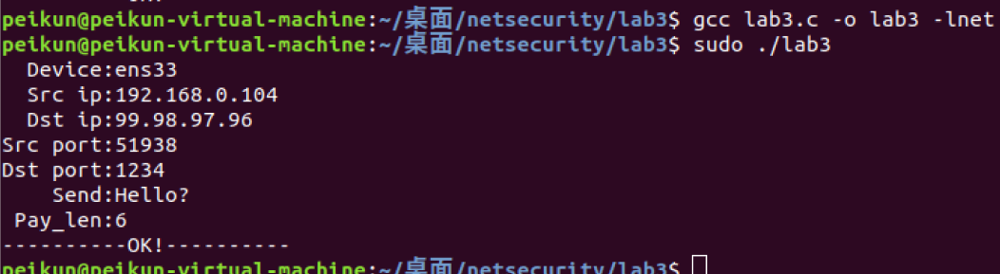 peikun@peikun-virtual-machine:~/桌面/netsecurity/lab3$ gcc lab3.c -o lab3 -lnet
peikun@peikun-virtual-machine:~/桌面/netsecurity/lab3$ sudo ./lab3
Device:ens33
Src ip:192.168.0.104
Dst ip:99.98.97.96
Src port:51938
Dst port:1234
Send:Hello?
Pay_len:6
----------OK!----------
peikun@peikun-virtual-machine:~/桌面/netsecurity/lab3$